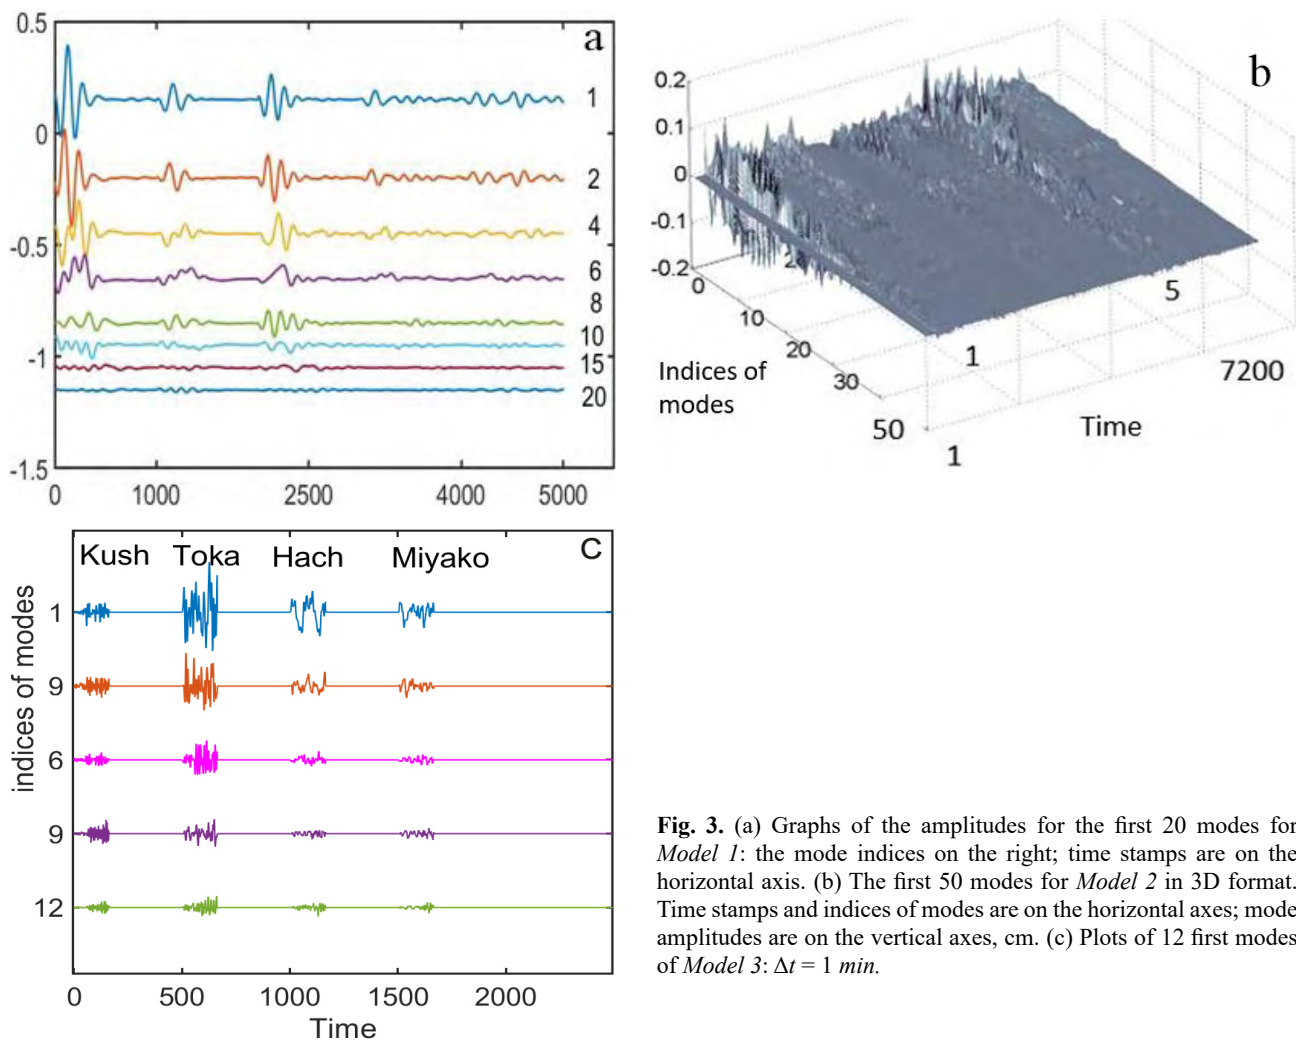 a
0.5
0
-0.5
-1
-1.5
1
2
4
6
8
10
15
20
0 1000 2500 4000 5000
b
0.2
0.1
0
-0.1
-0.2
0
10
20
30
50
Indices of
modes
1
5
1
Time
7200
C
Kush Toka Hach Miyako
indices of modes
1
9
6
9
12
0 500 1000 1500 2000
Time
Fig. 3. (a) Graphs of the amplitudes for the first 20 modes for
Model 1: the mode indices on the right; time stamps are on the
horizontal axis. (b) The first 50 modes for Model 2 in 3D format.
Time stamps and indices of modes are on the horizontal axes; mode
amplitudes are on the vertical axes, cm. (c) Plots of 12 first modes
of Model 3: Δt = 1 min.